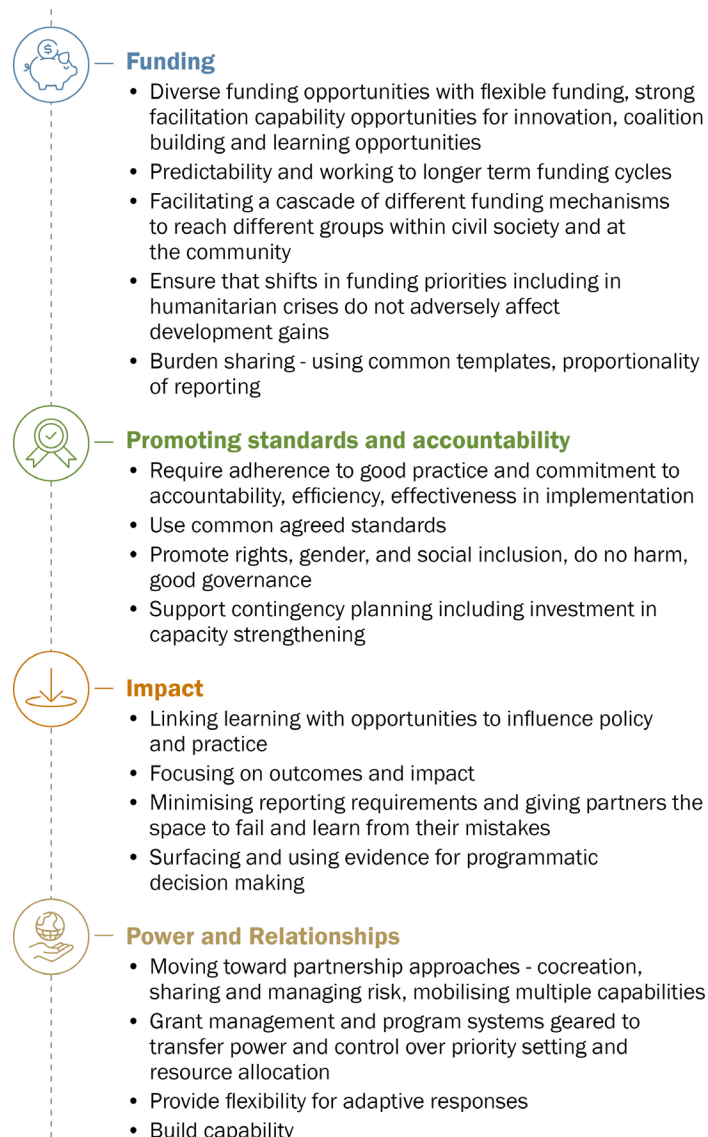 $
Funding
• Diverse funding opportunities with flexible funding, strong
facilitation capability opportunities for innovation, coalition
building and learning opportunities
• Predictability and working to longer term funding cycles
• Facilitating a cascade of different funding mechanisms
to reach different groups within civil society and at
the community
• Ensure that shifts in funding priorities including in
humanitarian crises do not adversely affect
development gains
• Burden sharing - using common templates, proportionality
of reporting
Promoting standards and accountability
• Require adherence to good practice and commitment to
accountability, efficiency, effectiveness in implementation
• Use common agreed standards
• Promote rights, gender, and social inclusion, do no harm,
good governance
• Support contingency planning including investment in
capacity strengthening
Impact
• Linking learning with opportunities to influence policy
and practice
• Focusing on outcomes and impact
• Minimising reporting requirements and giving partners the
space to fail and learn from their mistakes
• Surfacing and using evidence for programmatic
decision making
Power and Relationships
• Moving toward partnership approaches - cocreation,
sharing and managing risk, mobilising multiple capabilities
• Grant management and program systems geared to
transfer power and control over priority setting and
resource allocation
• Provide flexibility for adaptive responses
• Build capability